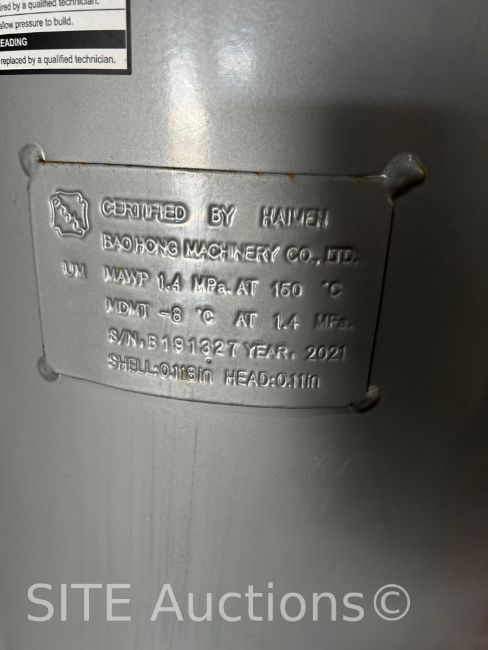 ired by a qualified technician.
allow pressure to build.
EADING
replaced by a qualified technician.
CERTIFIED BY HAIMEN
BAOHONG MACHINERY CO., LTD.
UM MAWP 1.4 MPa. AT 150 °C
MDMT -8 °C AT 1.4 MPa.
S/N. B191327 YEAR. 2021
SHELL:0.118in HEAD:0.11in
SITE Auctions©